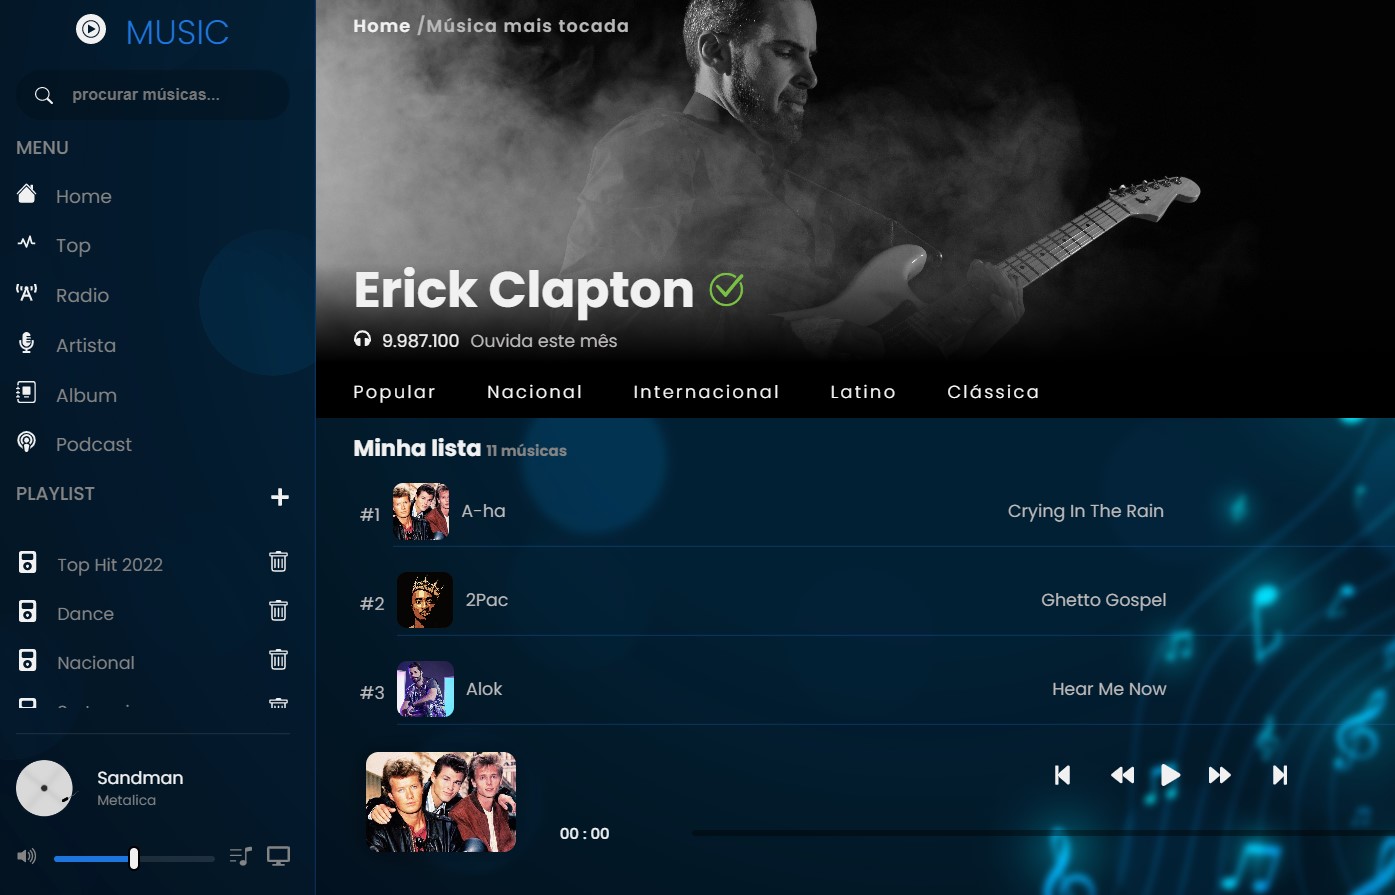 MUSIC
procurar músicas...
MENU
Home
Top
Radio
Artista
Album
Podcast
PLAYLIST
Top Hit 2022
Dance
Nacional
Sandman
Metalica
Home /Música mais tocada
Erick Clapton
9.987.100 Ouvida este mês
Popular Nacional Internacional Latino Clássica
Minha lista 11 músicas
#1 A-ha Crying In The Rain
#2 2Pac Ghetto Gospel
#3 Alok Hear Me Now
00 : 00